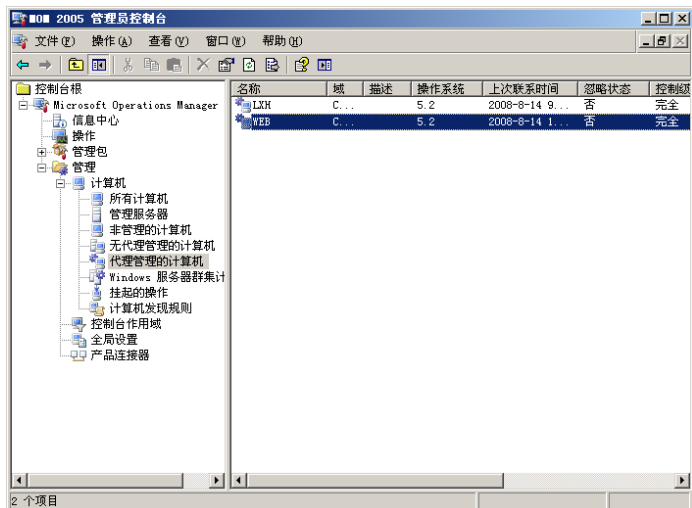 MOM 2005 管理员控制台
文件(F) 操作(A) 查看(V) 窗口(W) 帮助(H)
控制台根
Microsoft Operations Manager
信息中心
操作
管理包
管理
计算机
所有计算机
管理服务器
非管理的计算机
无代理管理的计算机
代理管理的计算机
Windows 服务器群集计
挂起的操作
计算机发现规则
控制台作用域
全局设置
产品连接器
名称 域 描述 操作系统 上次联系时间 忽略状态 控制级
LXH C... 5.2 2008-8-14 9... 否 完全
WEB C... 5.2 2008-8-14 1... 否 完全
2 个项目